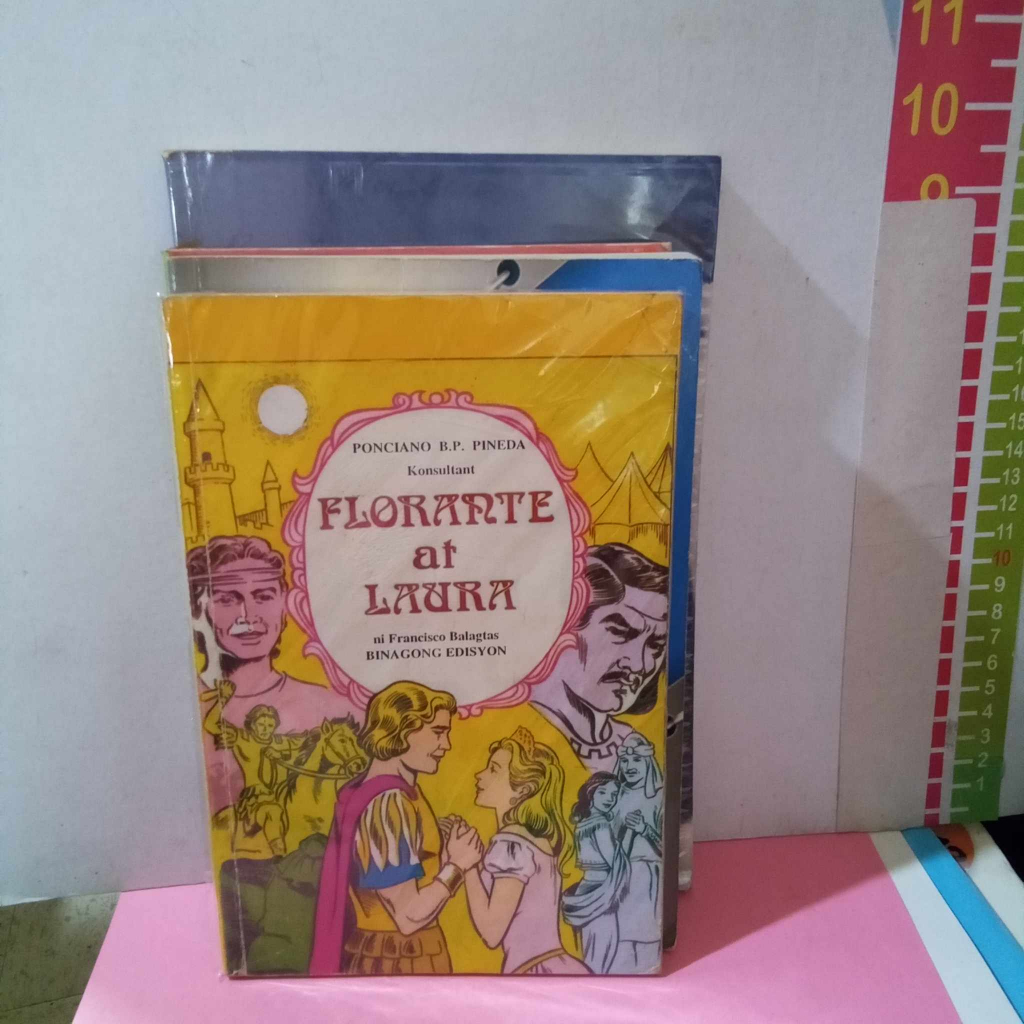 PONCIANO B.P. PINEDA
Konsultant
FLORANTE
at
LAURA
ni Francisco Balagtas
BINAGONG EDISYON
11
10
9
16
15
14
13
12
11
10
9
8
7
6
5
4
3
2
1